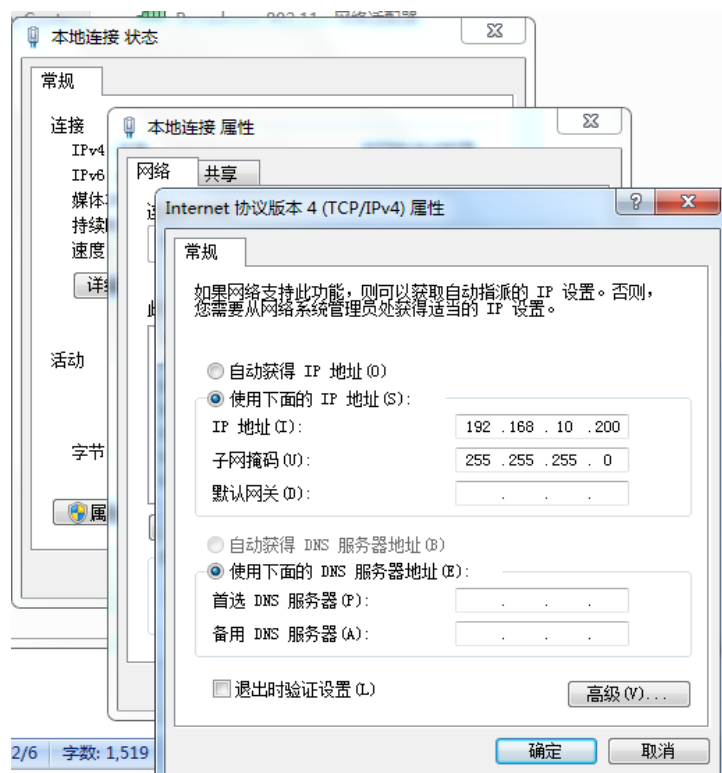 本地连接 状态
常规
连接
IPv4
IPv6
媒体
持续
速度
活动
字节
本地连接 属性
网络
共享
Internet 协议版本 4 (TCP/IPv4) 属性
常规
如果网络支持此功能，则可以获取自动指派的 IP 设置。否则，
您需要从网络系统管理员处获得适当的 IP 设置。
自动获得 IP 地址(O)
使用下面的 IP 地址(S):
IP 地址(I): 192 .168 . 10 .200
子网掩码(U): 255 .255 .255 . 0
默认网关(D): . . .
自动获得 DNS 服务器地址(B)
使用下面的 DNS 服务器地址(E):
首选 DNS 服务器(P): . . .
备用 DNS 服务器(A): . . .
退出时验证设置(L)
高级(V)...
2/6 字数: 1,519
确定 取消